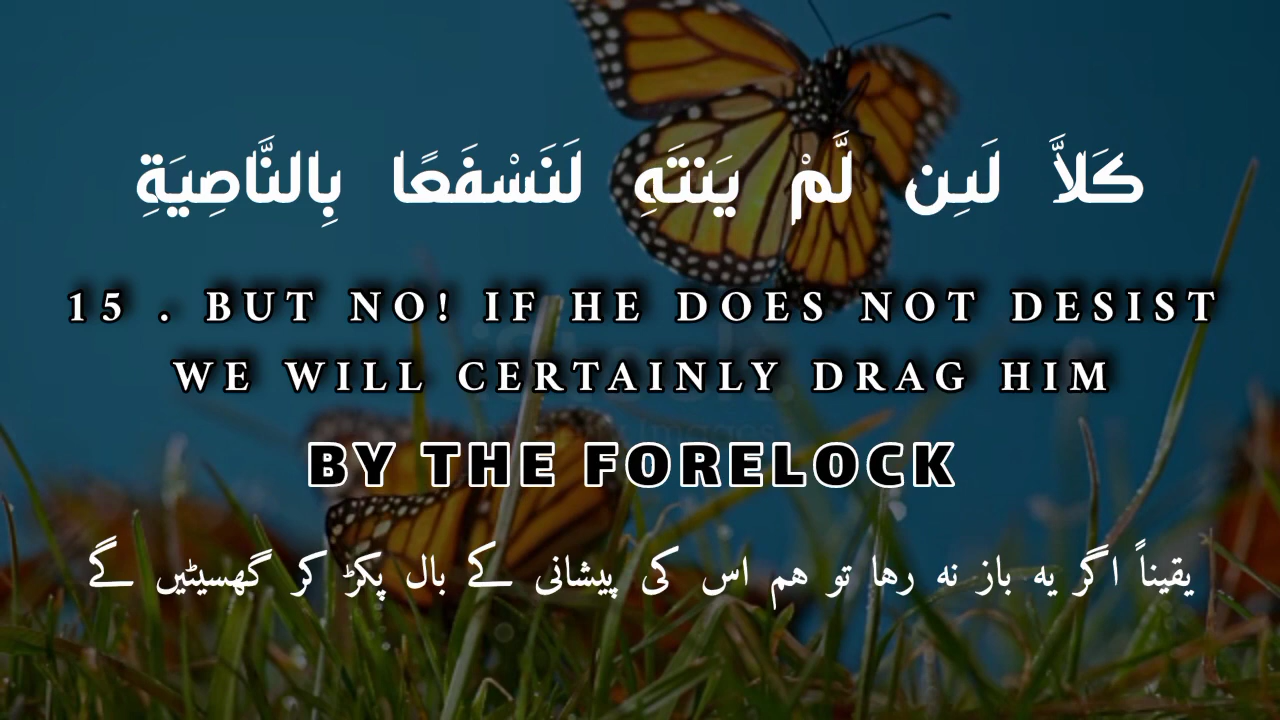 كَلاَّ لَىِٕن لَّمْ يَنتَهِ لَنَسْفَعًا بِالنَّاصِيَةِ
15 . BUT NO! IF HE DOES NOT DESIST
WE WILL CERTAINLY DRAG HIM
BY THE FORELOCK
یقیناً اگر یہ باز نہ رہا تو ہم اس کی پیشانی کے بال پکڑ کر گھسیٹیں گے